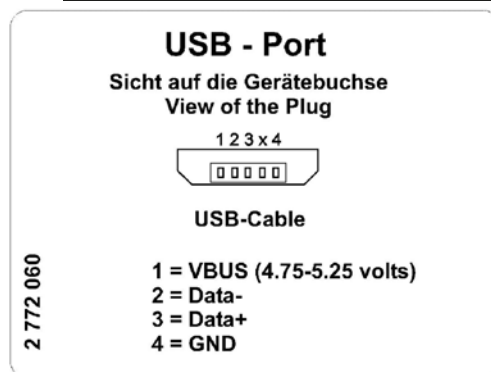 USB - Port
Sicht auf die Gerätebuchse
View of the Plug
1 2 3 x 4
USB-Cable
1 = VBUS (4.75-5.25 volts)
2 = Data-
3 = Data+
4 = GND
2 772 060